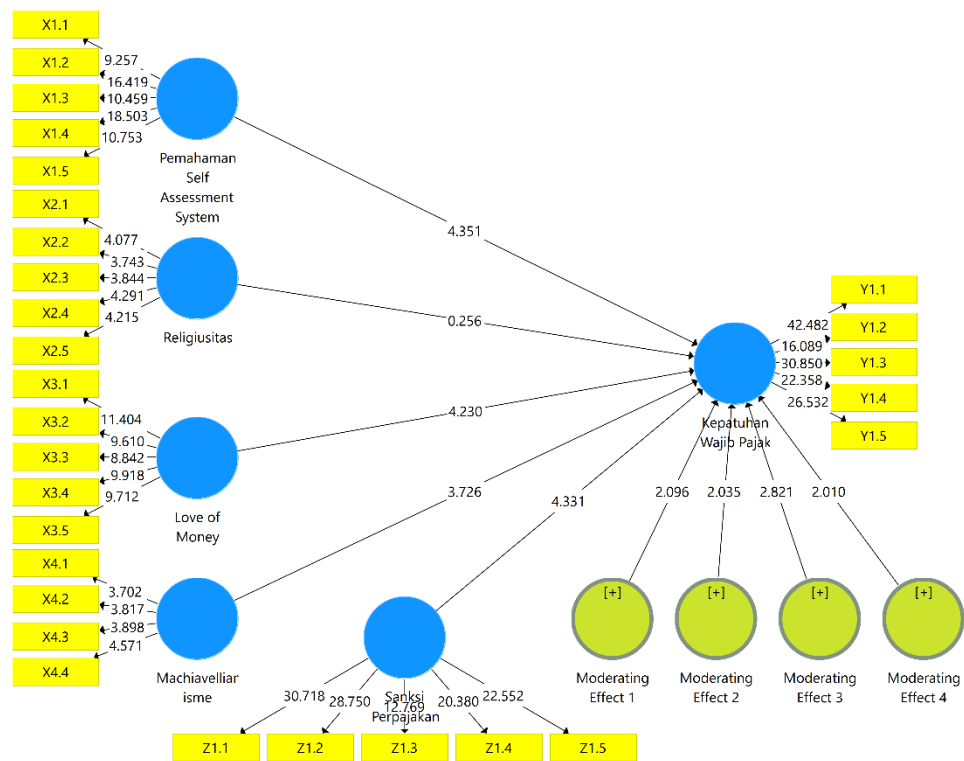 X1.1
X1.2
X1.3
X1.4
X1.5
9.257
16.419
10.459
18.503
10.753
Pemahaman
Self
Assessment
System
X2.1
X2.2
X2.3
X2.4
X2.5
4.077
3.743
3.844
4.291
4.215
Religiusitas
X3.1
X3.2
X3.3
X3.4
X3.5
11.404
9.610
8.842
9.918
9.712
Love of
Money
X4.1
X4.2
X4.3
X4.4
3.702
3.817
3.898
4.571
Machiavellian
isme
4.351
0.256
4.230
3.726
4.331
Kepatuhan
Wajib Pajak
42.482
16.089
30.850
22.358
26.532
Y1.1
Y1.2
Y1.3
Y1.4
Y1.5
2.096
2.035
2.821
2.010
[+]
[+]
[+]
[+]
Moderating
Effect 1
Moderating
Effect 2
Moderating
Effect 3
Moderating
Effect 4
Sanksi
Perpajakan
30.718
28.750
12.769
20.380
22.552
Z1.1
Z1.2
Z1.3
Z1.4
Z1.5